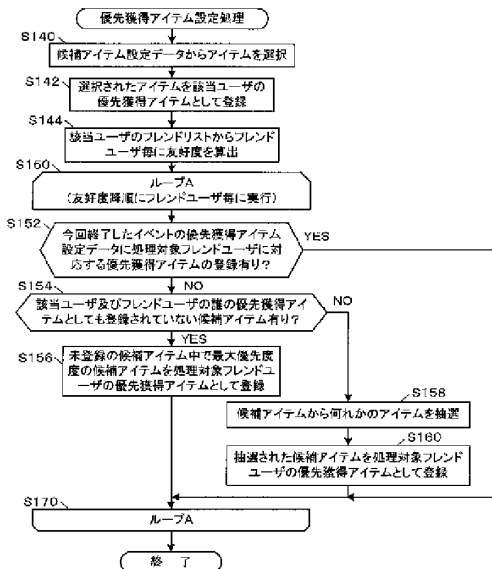 優先獲得アイテム設定処理
S140
候補アイテム設定データからアイテムを選択
S142
選択されたアイテムを該当ユーザの
優先獲得アイテムとして登録
S144
該当ユーザのフレンドリストからフレンド
ユーザ毎に友好度を算出
S150
ループA
(友好度降順にフレンドユーザ毎に実行)
S152
今回終了したイベントの優先獲得アイテム
設定データに処理対象フレンドユーザに対
応する優先獲得アイテムの登録有り?
YES
NO
S154
該当ユーザ及びフレンドユーザの誰の優先獲得アイ
テムとしても登録されていない候補アイテム有り?
NO
YES
S156
未登録の候補アイテム中で最大優先度
度の候補アイテムを処理対象フレンドユ
ーザの優先獲得アイテムとして登録
S158
候補アイテムから何れかのアイテムを抽選
S160
抽選された候補アイテムを処理対象フレンド
ユーザの優先獲得アイテムとして登録
S170
ループA
終 了